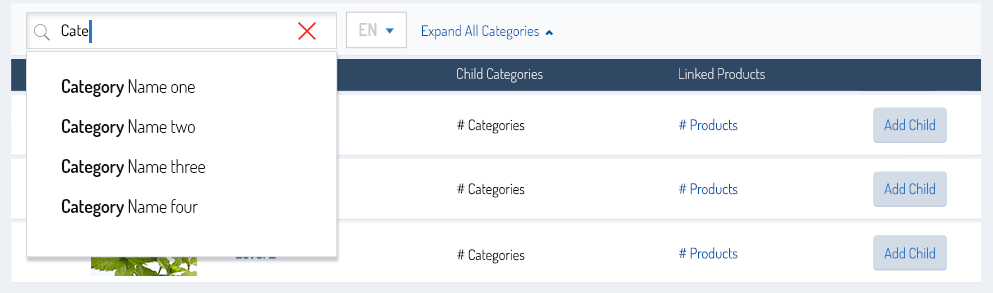 Cate
EN
Expand All Categories
Category Name one
Category Name two
Category Name three
Category Name four
Child Categories
Linked Products
# Categories
# Products
Add Child
# Categories
# Products
Add Child
# Categories
# Products
Add Child